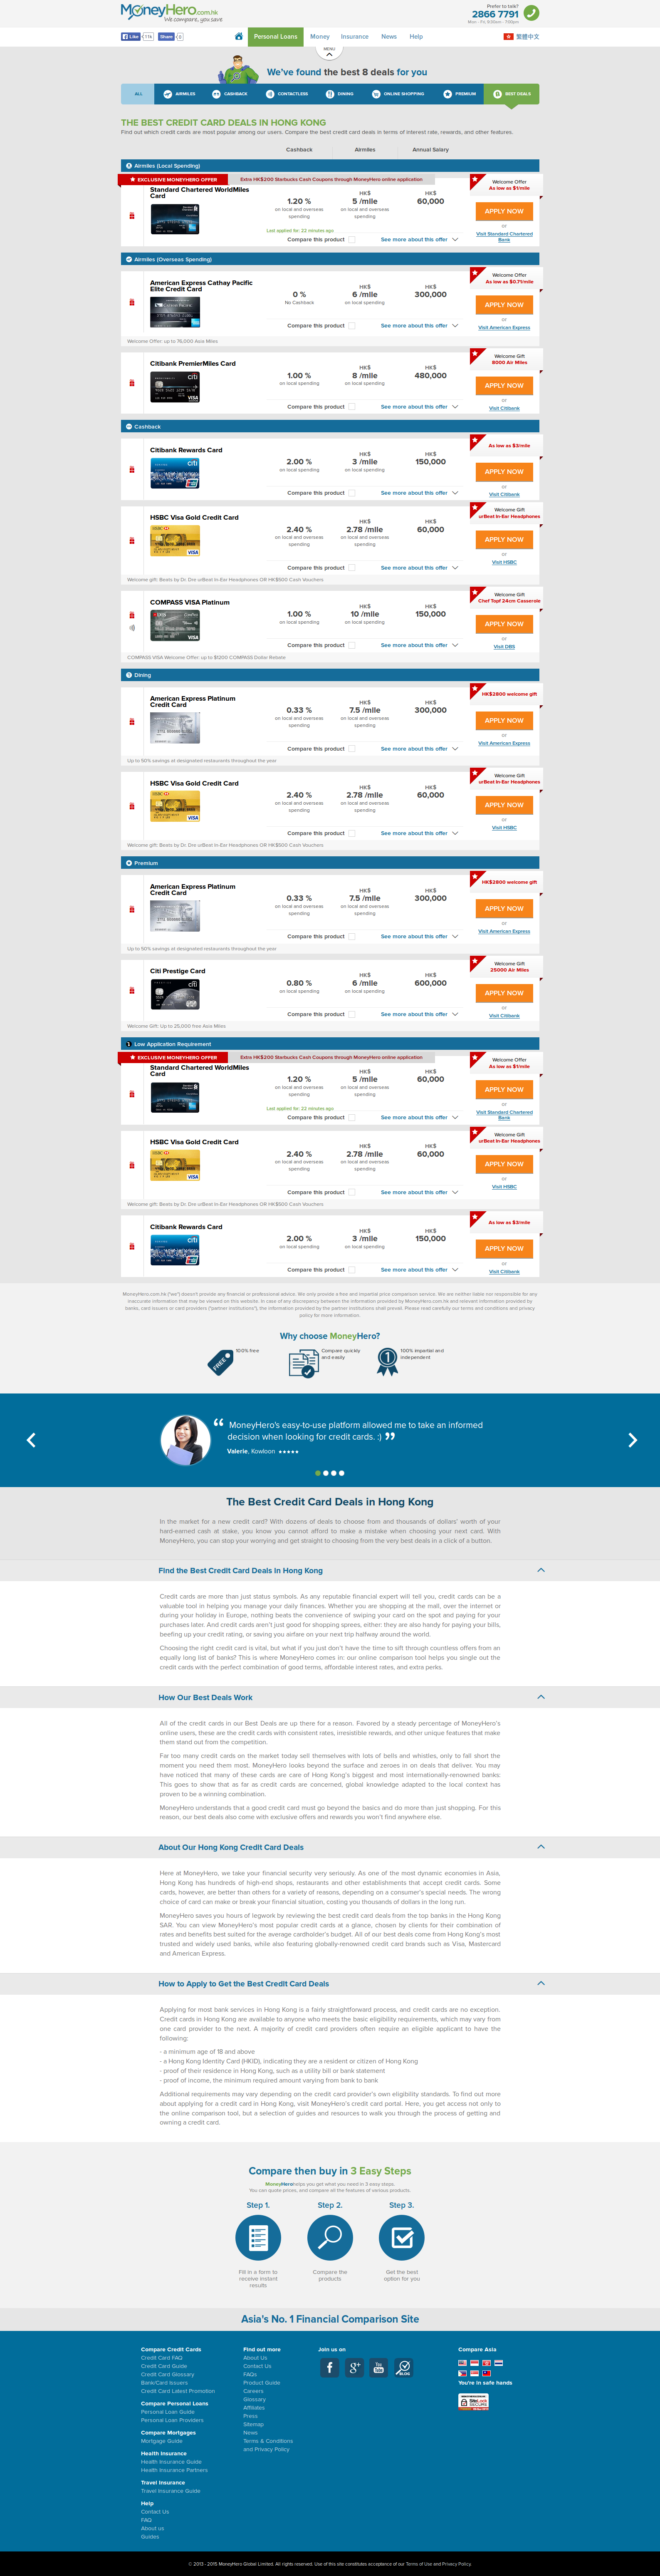 MoneyHero.com.hk
We compare, you save
Prefer to talk?
2866 7791
Mon - Fri, 9:30am - 7:00pm
Like 11k Share
Personal Loans Money Insurance News Help
繁體中文
MENU
We've found the best 8 deals for you
ALL AIRMILES CASHBACK CONTACTLESS DINING ONLINE SHOPPING PREMIUM BEST DEALS
THE BEST CREDIT CARD DEALS IN HONG KONG
Find out which credit cards are most popular among our users. Compare the best credit card deals in terms of interest rate, rewards, and other features.
Cashback Airmiles Annual Salary
Airmiles (Local Spending)
EXCLUSIVE MONEYHERO OFFER Extra HK$200 Starbucks Cash Coupons through MoneyHero online application
Standard Chartered WorldMiles
Card
1.20 %
on local and overseas
spending
HK$
5 /mile
on local and overseas
spending
HK$
60,000
Welcome Offer
As low as $1/mile
APPLY NOW
or
Visit Standard Chartered
Bank
Last applied for: 22 minutes ago
Compare this product See more about this offer
Airmiles (Overseas Spending)
American Express Cathay Pacific
Elite Credit Card
0 %
No Cashback
HK$
6 /mile
on local spending
HK$
300,000
Welcome Offer
As low as $0.71/mile
APPLY NOW
or
Visit American Express
Compare this product See more about this offer
Welcome Offer: up to 76,000 Asia Miles
Citibank PremierMiles Card
1.00 %
on local spending
HK$
8 /mile
on local spending
HK$
480,000
Welcome Gift
8000 Air Miles
APPLY NOW
or
Visit Citibank
Compare this product See more about this offer
Cashback
Citibank Rewards Card
2.00 %
on local spending
HK$
3 /mile
on local spending
HK$
150,000
As low as $3/mile
APPLY NOW
or
Visit Citibank
Compare this product See more about this offer
HSBC Visa Gold Credit Card
2.40 %
on local and overseas
spending
HK$
2.78 /mile
on local and overseas
spending
HK$
60,000
Welcome Gift
urBeat In-Ear Headphones
APPLY NOW
or
Visit HSBC
Compare this product See more about this offer
Welcome gift: Beats by Dr. Dre urBeat In-Ear Headphones OR HK$500 Cash Vouchers
COMPASS VISA Platinum
1.00 %
on local spending
HK$
10 /mile
on local spending
HK$
150,000
Welcome Gift
Chef Topf 24cm Casserole
APPLY NOW
or
Visit DBS
Compare this product See more about this offer
COMPASS VISA Welcome Offer: up to $1200 COMPASS Dollar Rebate
Dining
American Express Platinum
Credit Card
0.33 %
on local and overseas
spending
HK$
7.5 /mile
on local and overseas
spending
HK$
300,000
HK$2800 welcome gift
APPLY NOW
or
Visit American Express
Compare this product See more about this offer
Up to 50% savings at designated restaurants throughout the year
HSBC Visa Gold Credit Card
2.40 %
on local and overseas
spending
HK$
2.78 /mile
on local and overseas
spending
HK$
60,000
Welcome Gift
urBeat In-Ear Headphones
APPLY NOW
or
Visit HSBC
Compare this product See more about this offer
Welcome gift: Beats by Dr. Dre urBeat In-Ear Headphones OR HK$500 Cash Vouchers
Premium
American Express Platinum
Credit Card
0.33 %
on local and overseas
spending
HK$
7.5 /mile
on local and overseas
spending
HK$
300,000
HK$2800 welcome gift
APPLY NOW
or
Visit American Express
Compare this product See more about this offer
Up to 50% savings at designated restaurants throughout the year
Citi Prestige Card
0.80 %
on local spending
HK$
6 /mile
on local spending
HK$
600,000
Welcome Gift
25000 Air Miles
APPLY NOW
or
Visit Citibank
Compare this product See more about this offer
Welcome Gift: Up to 25,000 free Asia Miles
Low Application Requirement
EXCLUSIVE MONEYHERO OFFER Extra HK$200 Starbucks Cash Coupons through MoneyHero online application
Standard Chartered WorldMiles
Card
1.20 %
on local and overseas
spending
HK$
5 /mile
on local and overseas
spending
HK$
60,000
Welcome Offer
As low as $1/mile
APPLY NOW
or
Visit Standard Chartered
Bank
Last applied for: 22 minutes ago
Compare this product See more about this offer
HSBC Visa Gold Credit Card
2.40 %
on local and overseas
spending
HK$
2.78 /mile
on local and overseas
spending
HK$
60,000
Welcome Gift
urBeat In-Ear Headphones
APPLY NOW
or
Visit HSBC
Compare this product See more about this offer
Welcome gift: Beats by Dr. Dre urBeat In-Ear Headphones OR HK$500 Cash Vouchers
Citibank Rewards Card
2.00 %
on local spending
HK$
3 /mile
on local spending
HK$
150,000
As low as $3/mile
APPLY NOW
or
Visit Citibank
Compare this product See more about this offer
MoneyHero.com.hk ("we") doesn't provide any financial or professional advice. We only provide a free and impartial price comparison service. We are neither liable nor responsible for any
inaccurate information that may be viewed on this website. In case of any discrepancy between the information provided by MoneyHero.com.hk and relevant information provided by
banks, card issuers or card providers ("partner institutions"), the information provided by the partner institutions shall prevail. Please read carefully our terms and conditions and privacy
policy for more information.
Why choose MoneyHero?
FREE 100% free
Compare quickly
and easily
1 100% impartial and
independent
“ MoneyHero's easy-to-use platform allowed me to take an informed
decision when looking for credit cards. :) ”
Valerie, Kowloon ★★★★★
The Best Credit Card Deals in Hong Kong
In the market for a new credit card? With dozens of deals to choose from and thousands of dollars' worth of your
hard-earned cash at stake, you know you cannot afford to make a mistake when choosing your next card. With
MoneyHero, you can stop your worrying and get straight to choosing from the very best deals in a click of a button.
Find the Best Credit Card Deals in Hong Kong
Credit cards are more than just status symbols. As any reputable financial expert will tell you, credit cards can be a
valuable tool in helping you manage your daily finances. Whether you are shopping at the mall, over the internet or
during your holiday in Europe, nothing beats the convenience of swiping your card on the spot and paying for your
purchases later. And credit cards aren't just good for shopping sprees, either: they are also handy for paying your bills,
beefing up your credit rating, or saving you airfare on your next trip halfway around the world.
Choosing the right credit card is vital, but what if you just don't have the time to sift through countless offers from an
equally long list of banks? This is where MoneyHero comes in: our online comparison tool helps you single out the
credit cards with the perfect combination of good terms, affordable interest rates, and extra perks.
How Our Best Deals Work
All of the credit cards in our Best Deals are up there for a reason. Favored by a steady percentage of MoneyHero's
online users, these are the credit cards with consistent rates, irresistible rewards, and other unique features that make
them stand out from the competition.
Far too many credit cards on the market today sell themselves with lots of bells and whistles, only to fall short the
moment you need them most. MoneyHero looks beyond the surface and zeroes in on deals that deliver. You may
have noticed that many of these cards are care of Hong Kong's biggest and most internationally-renowned banks:
This goes to show that as far as credit cards are concerned, global knowledge adapted to the local context has
proven to be a winning combination.
MoneyHero understands that a good credit card must go beyond the basics and do more than just shopping. For this
reason, our best deals also come with exclusive offers and rewards you won't find anywhere else.
About Our Hong Kong Credit Card Deals
Here at MoneyHero, we take your financial security very seriously. As one of the most dynamic economies in Asia,
Hong Kong has hundreds of high-end shops, restaurants and other establishments that accept credit cards. Some
cards, however, are better than others for a variety of reasons, depending on a consumer's special needs. The wrong
choice of card can make or break your financial situation, costing you thousands of dollars in the long run.
MoneyHero saves you hours of legwork by reviewing the best credit card deals from the top banks in the Hong Kong
SAR. You can view MoneyHero's most popular credit cards at a glance, chosen by clients for their combination of
rates and benefits best suited for the average cardholder's budget. All of our best deals come from Hong Kong's most
trusted and widely used banks, while also featuring globally-renowned credit card brands such as Visa, Mastercard
and American Express.
How to Apply to Get the Best Credit Card Deals
Applying for most bank services in Hong Kong is a fairly straightforward process, and credit cards are no exception.
Credit cards in Hong Kong are available to anyone who meets the basic eligibility requirements, which may vary from
one card provider to the next. A majority of credit card providers often require an eligible applicant to have the
following:
- a minimum age of 18 and above
- a Hong Kong Identity Card (HKID), indicating they are a resident or citizen of Hong Kong
- proof of their residence in Hong Kong, such as a utility bill or bank statement
- proof of income, the minimum required amount varying from bank to bank
Additional requirements may vary depending on the credit card provider's own eligibility standards. To find out more
about applying for a credit card in Hong Kong, visit MoneyHero's credit card portal. Here, you get access not only to
the online comparison tool, but a selection of guides and resources to walk you through the process of getting and
owning a credit card.
Compare then buy in 3 Easy Steps
MoneyHero helps you get what you need in 3 easy steps.
You can quote prices, and compare all the features of various products.
Step 1. Step 2. Step 3.
Fill in a form to
receive instant
results
Compare the
products
Get the best
option for you
Asia's No. 1 Financial Comparison Site
Compare Credit Cards
Credit Card FAQ
Credit Card Guide
Credit Card Glossary
Bank/Card Issuers
Credit Card Latest Promotion
Compare Personal Loans
Personal Loan Guide
Personal Loan Providers
Compare Mortgages
Mortgage Guide
Health Insurance
Health Insurance Guide
Health Insurance Partners
Travel Insurance
Travel Insurance Guide
Help
Contact Us
FAQ
About us
Guides
Find out more
About Us
Contact Us
FAQs
Product Guide
Careers
Glossary
Affiliates
Press
Sitemap
News
Terms & Conditions
and Privacy Policy
Join us on
f g+ You Tube BLOG
Compare Asia
You're in safe hands
SECURE
© 2013 - 2015 MoneyHero Global Limited. All rights reserved. Use of this site constitutes acceptance of our Terms of Use and Privacy Policy.